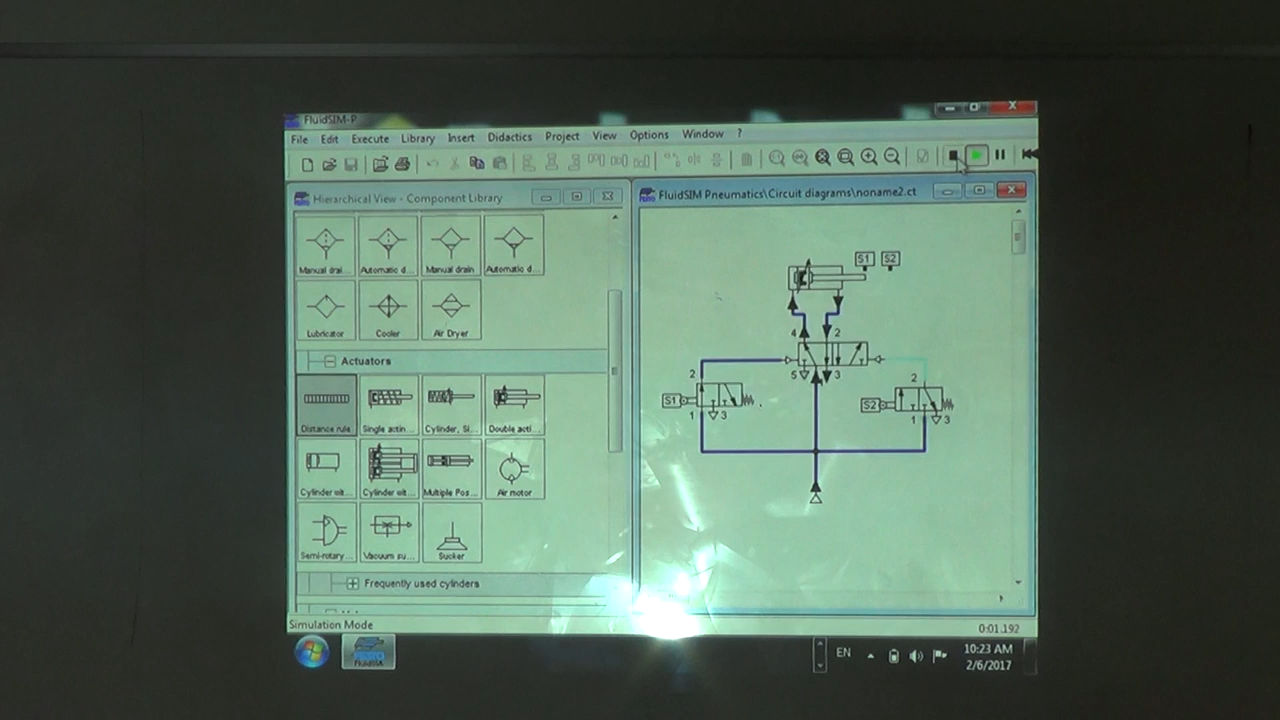 FluidSIM-P
File Edit Execute Library Insert Didactics Project View Options Window ?
Hierarchical View - Component Library
FluidSIM Pneumatics\Circuit diagrams\noname2.ct
Manual drai... Automatic d... Manual drain Automatic d...
Lubricator Cooler Air Dryer
Actuators
Distance rule Single actin... Cylinder, Si... Double acti...
Cylinder wit... Cylinder wit... Multiple Pos... Air motor
Semi-rotary... Vacuum su... Sucker
Frequently used cylinders
S1 S2
4 2
5 3
2
S1
1 3
2
S2
1 3
Simulation Mode
0:01.192
EN
10:23 AM
2/6/2017